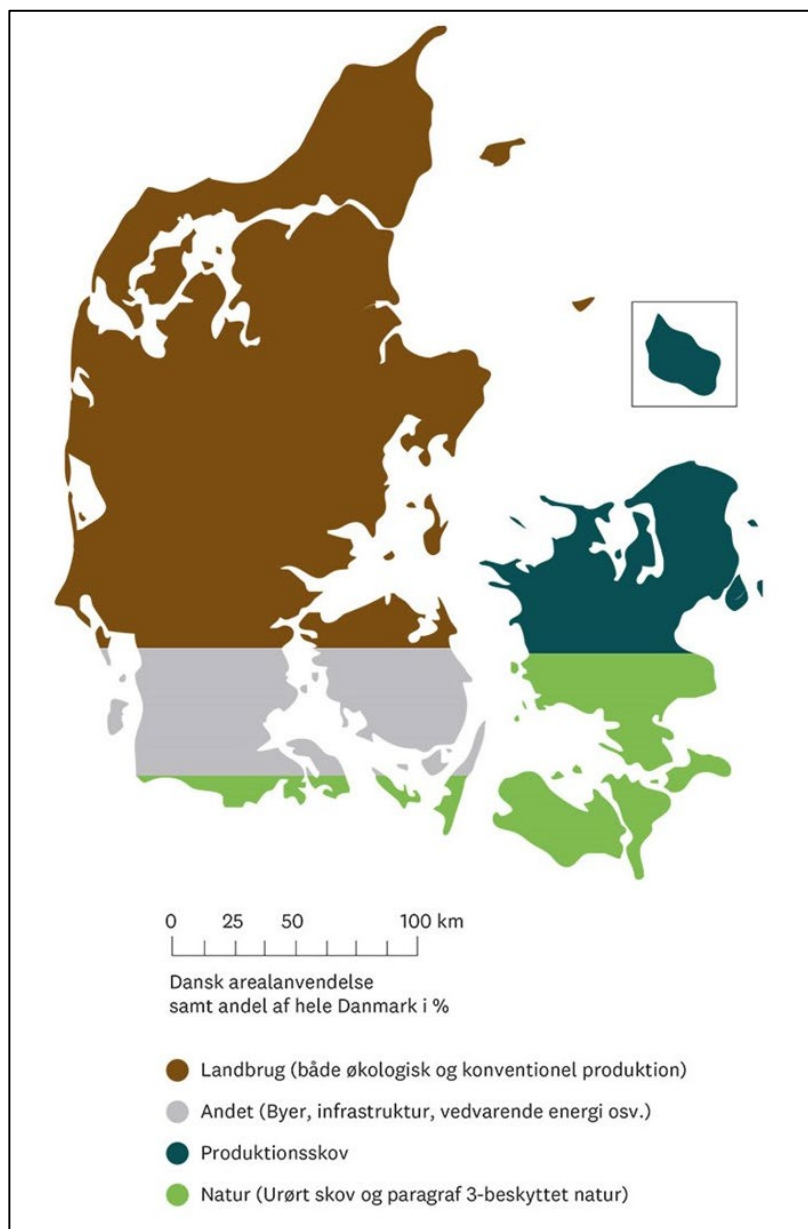 0 25 50 100 km
Dansk arealanvendelse
samt andel af hele Danmark i %
Landbrug (både økologisk og konventionel produktion)
Andet (Byer, infrastruktur, vedvarende energi osv.)
Produktionsskov
Natur (Urørt skov og paragraf 3-beskyttet natur)